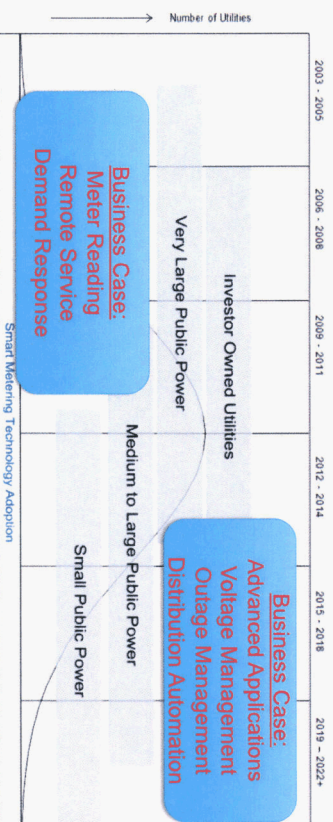 Number of Utilities
2003 - 2005
2006 - 2008
2009 - 2011
2012 - 2014
2015 - 2018
2019 - 2022+
Investor Owned Utilities
Very Large Public Power
Medium to Large Public Power
Small Public Power
Business Case:
Meter Reading
Remote Service
Demand Response
Business Case:
Advanced Applications
Voltage Management
Outage Management
Distribution Automation
Smart Metering Technology Adoption